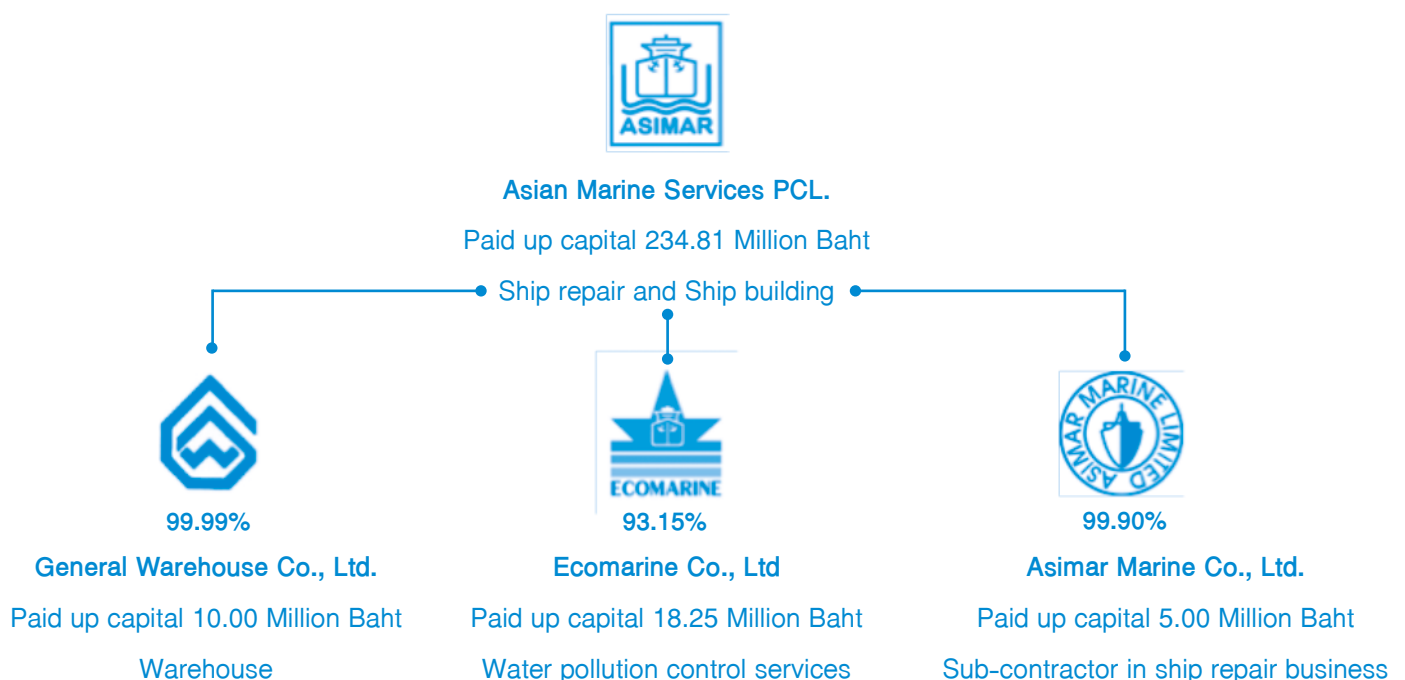 ASIMAR
Asian Marine Services PCL.
Paid up capital 234.81 Million Baht
Ship repair and Ship building
ECOMARINE
ASIMAR MARINE LIMITED
99.99%
93.15%
99.90%
General Warehouse Co., Ltd.
Ecomarine Co., Ltd
Asimar Marine Co., Ltd.
Paid up capital 10.00 Million Baht
Paid up capital 18.25 Million Baht
Paid up capital 5.00 Million Baht
Warehouse
Water pollution control services
Sub-contractor in ship repair business